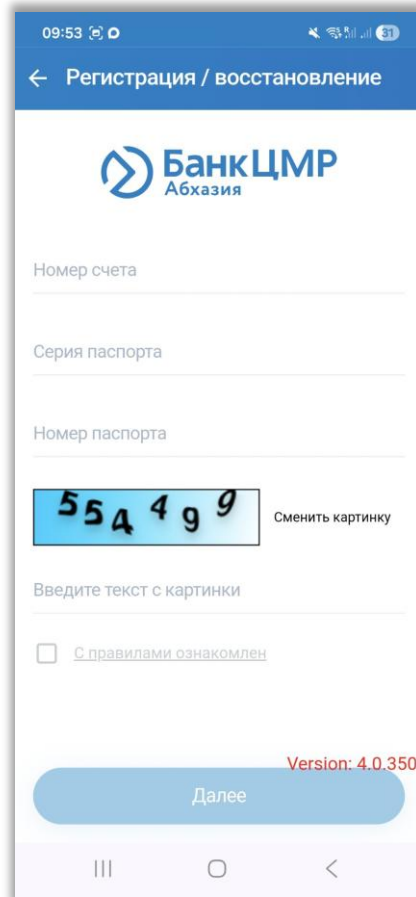 09:53
31
Регистрация / восстановление
БанкЦМР
Абхазия
Номер счета
Серия паспорта
Номер паспорта
554499
Сменить картинку
Введите текст с картинки
С правилами ознакомлен
Version: 4.0.350
Далее